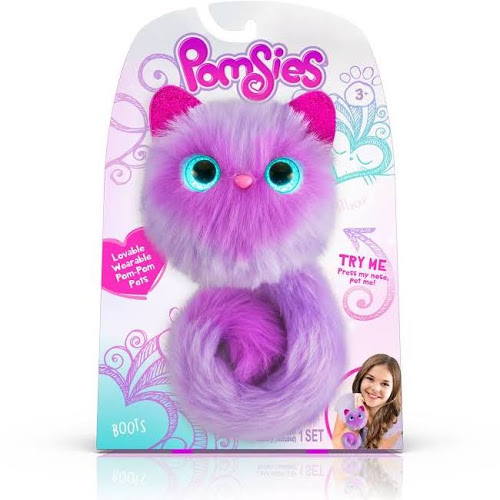 Pomsies
3+
Lovable
Wearable
Pom-Pom
Pets
TRY ME
Press my nose,
pet me!
BOOTS
1 SET